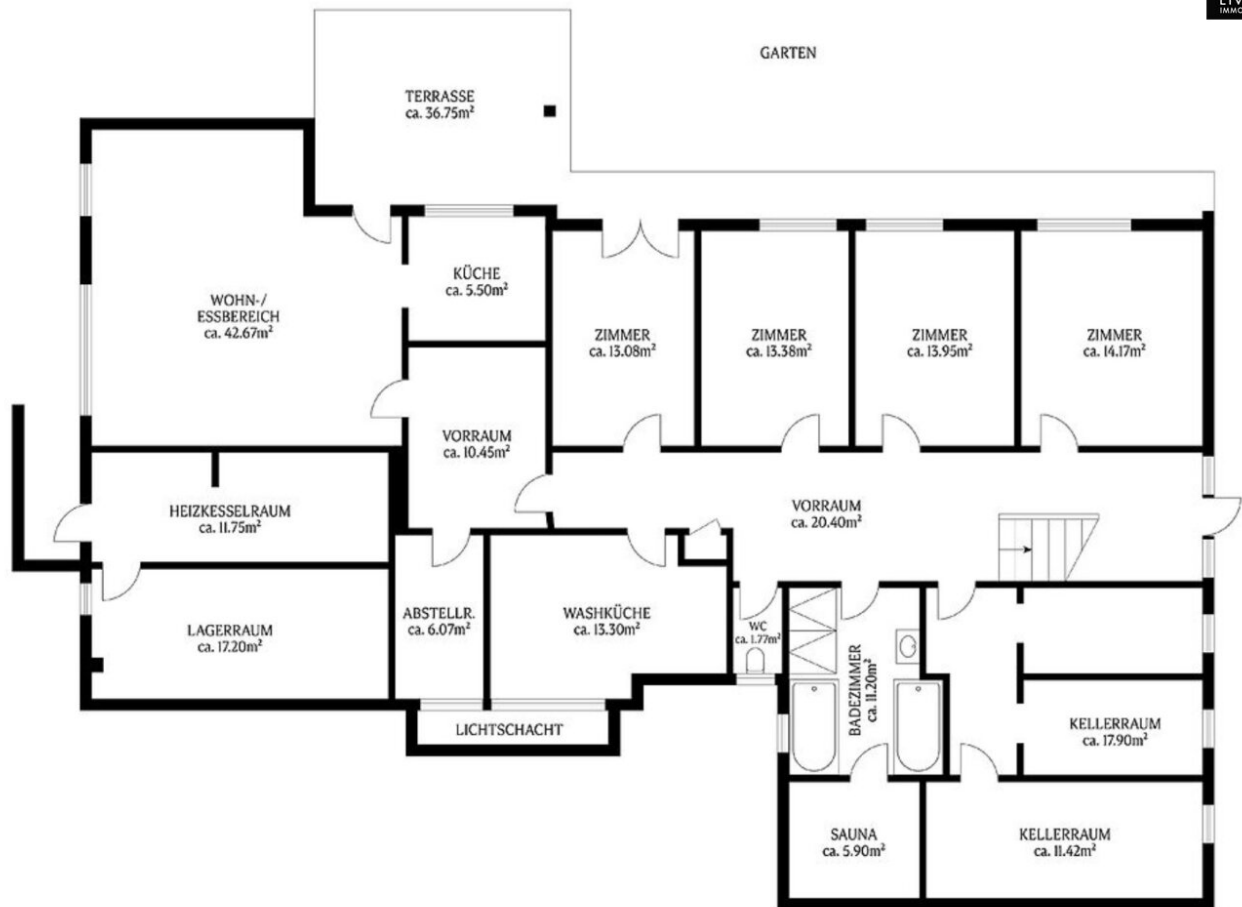 IMMO
GARTEN
TERRASSE
ca. 36.75m²
KÜCHE
ca. 5.50m²
WOHN-/
ESSBEREICH
ca. 42.67m²
ZIMMER
ca. 13.08m²
ZIMMER
ca. 13.38m²
ZIMMER
ca. 13.95m²
ZIMMER
ca. 14.17m²
VORRAUM
ca. 10.45m²
HEIZKESSELRAUM
ca. 11.75m²
VORRAUM
ca. 20.40m²
LAGERRAUM
ca. 17.20m²
ABSTELLR.
ca. 6.07m²
WASHKÜCHE
ca. 13.30m²
WC
ca. 1.77m²
BADEZIMMER
ca. 11.20m²
LICHTSCHACHT
KELLERRAUM
ca. 17.90m²
SAUNA
ca. 5.90m²
KELLERRAUM
ca. 11.42m²